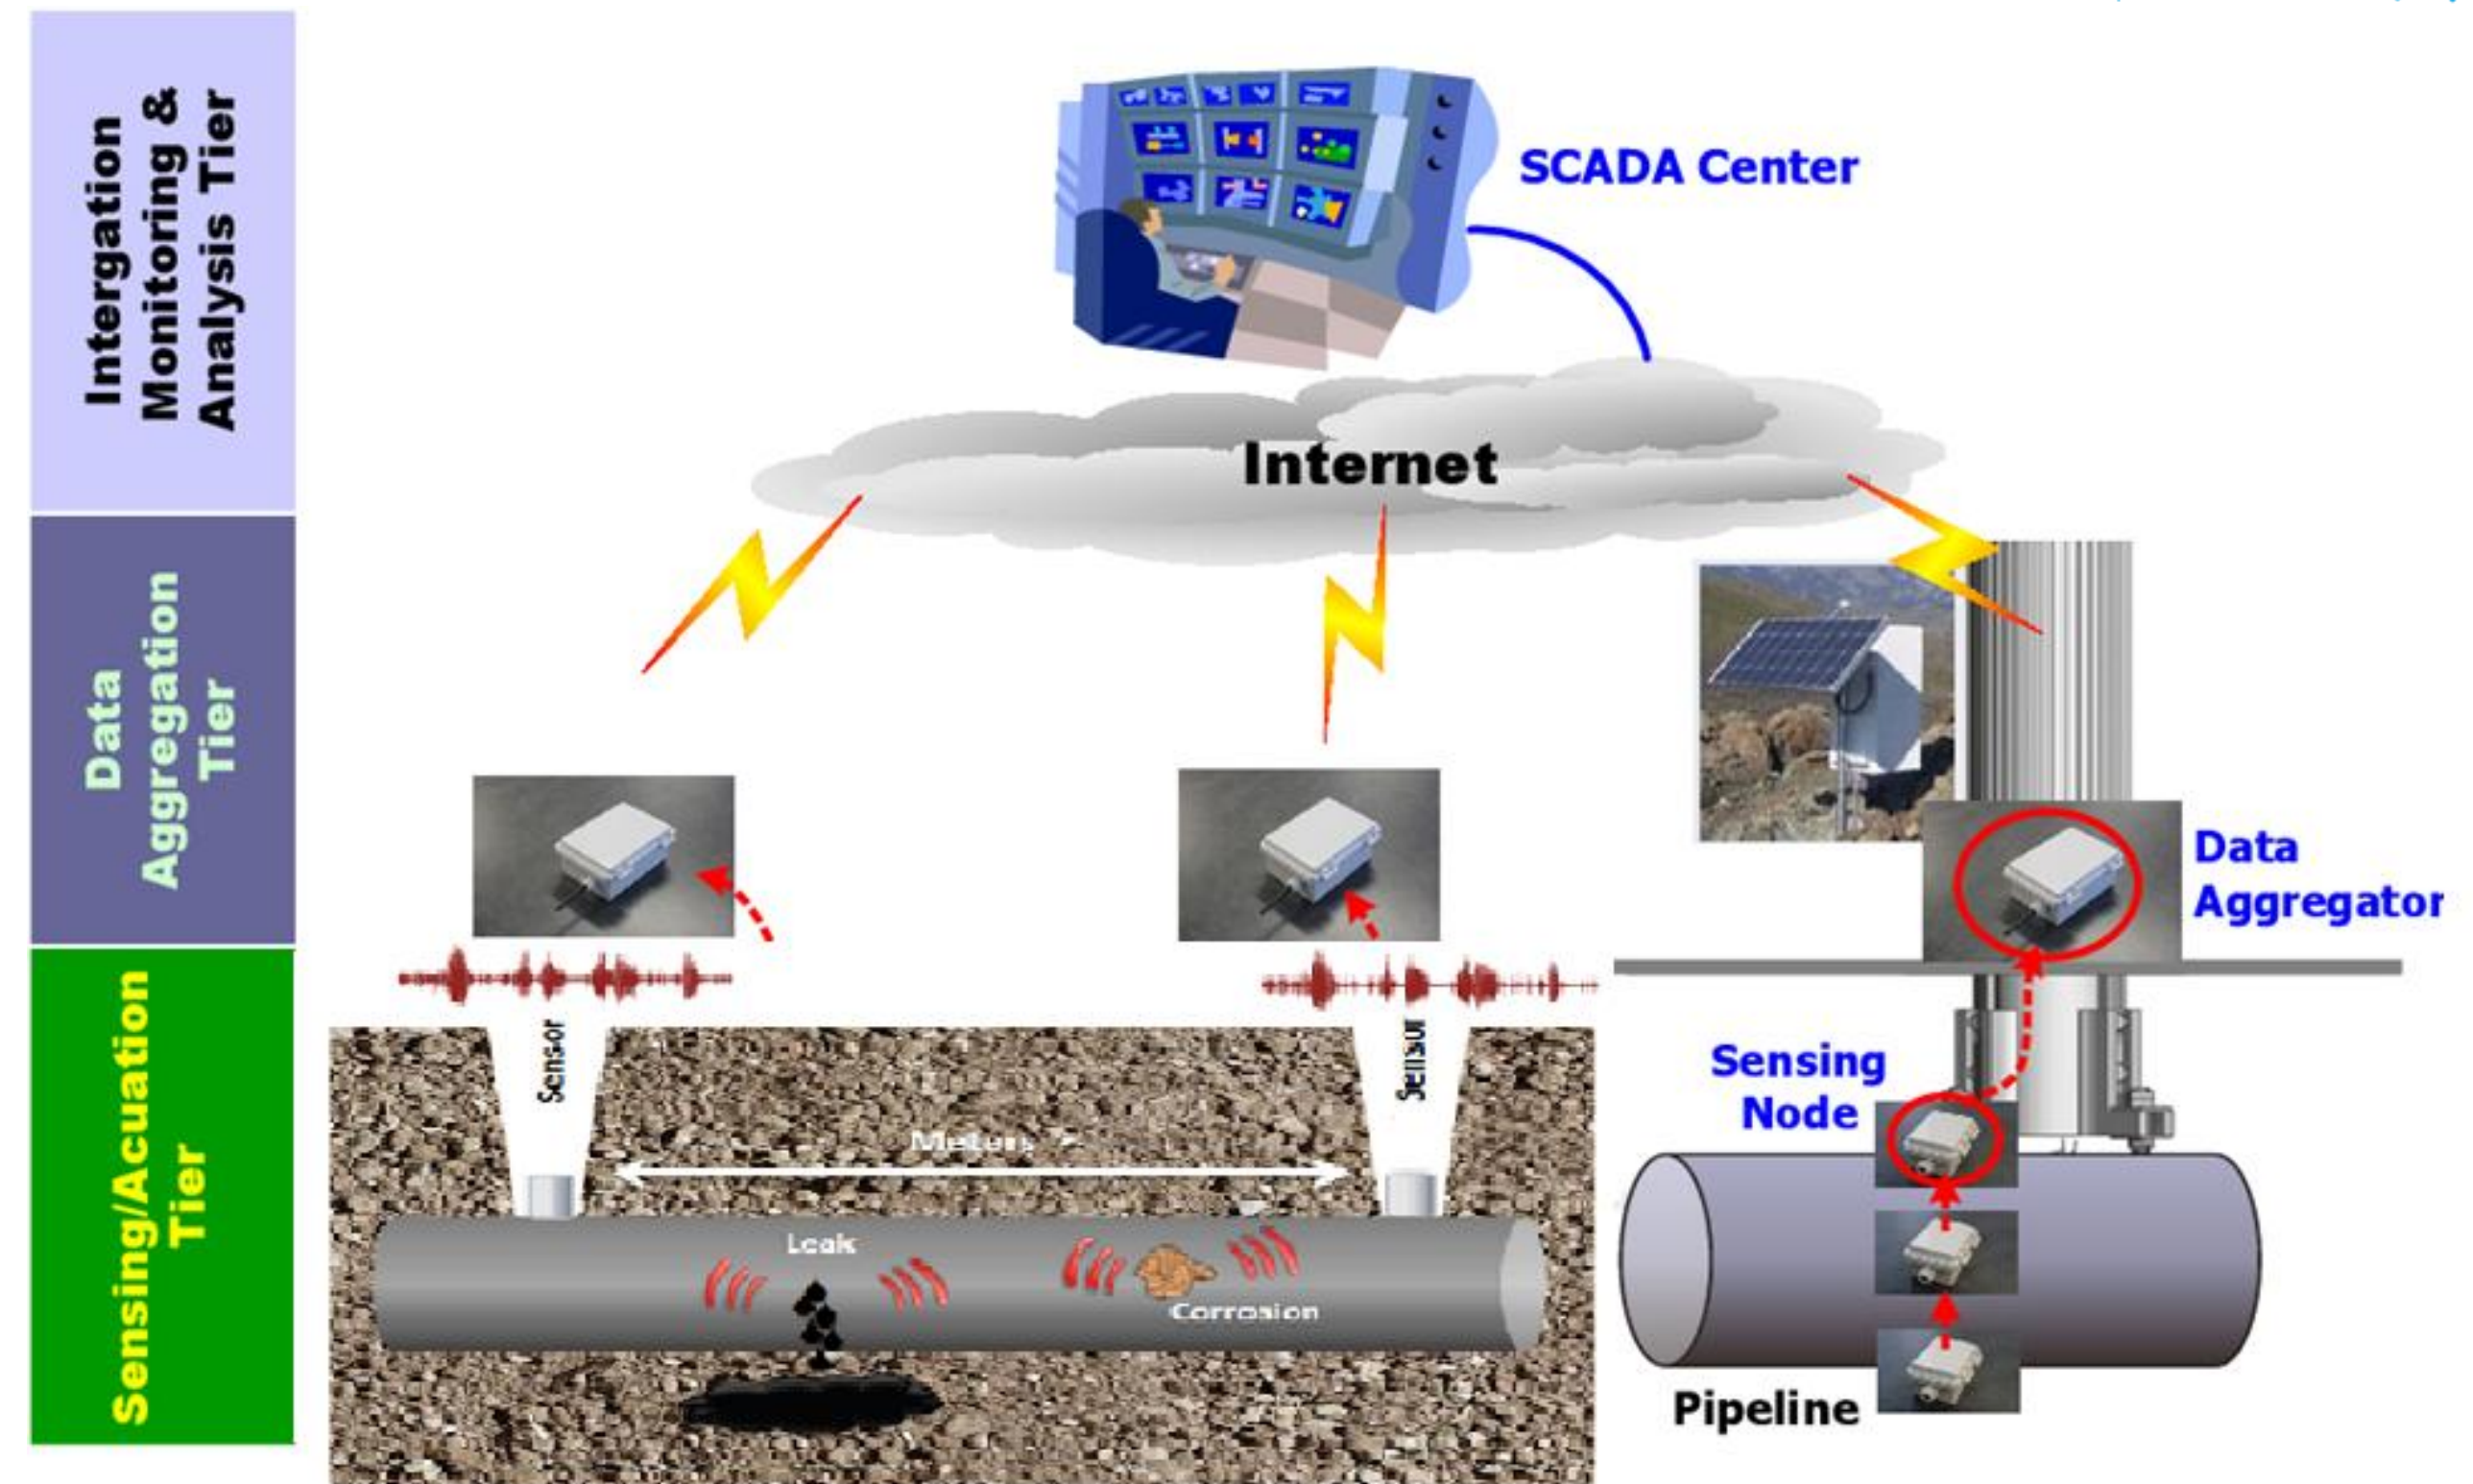 Intergation
Monitoring &
Analysis Tier
SCADA Center
Internet
Data
Aggregation
Tier
Data
Aggregator
Sensing/Acuation
Tier
Sensor
Sensor
Sensing
Node
Meters
Leak
Corrosion
Pipeline